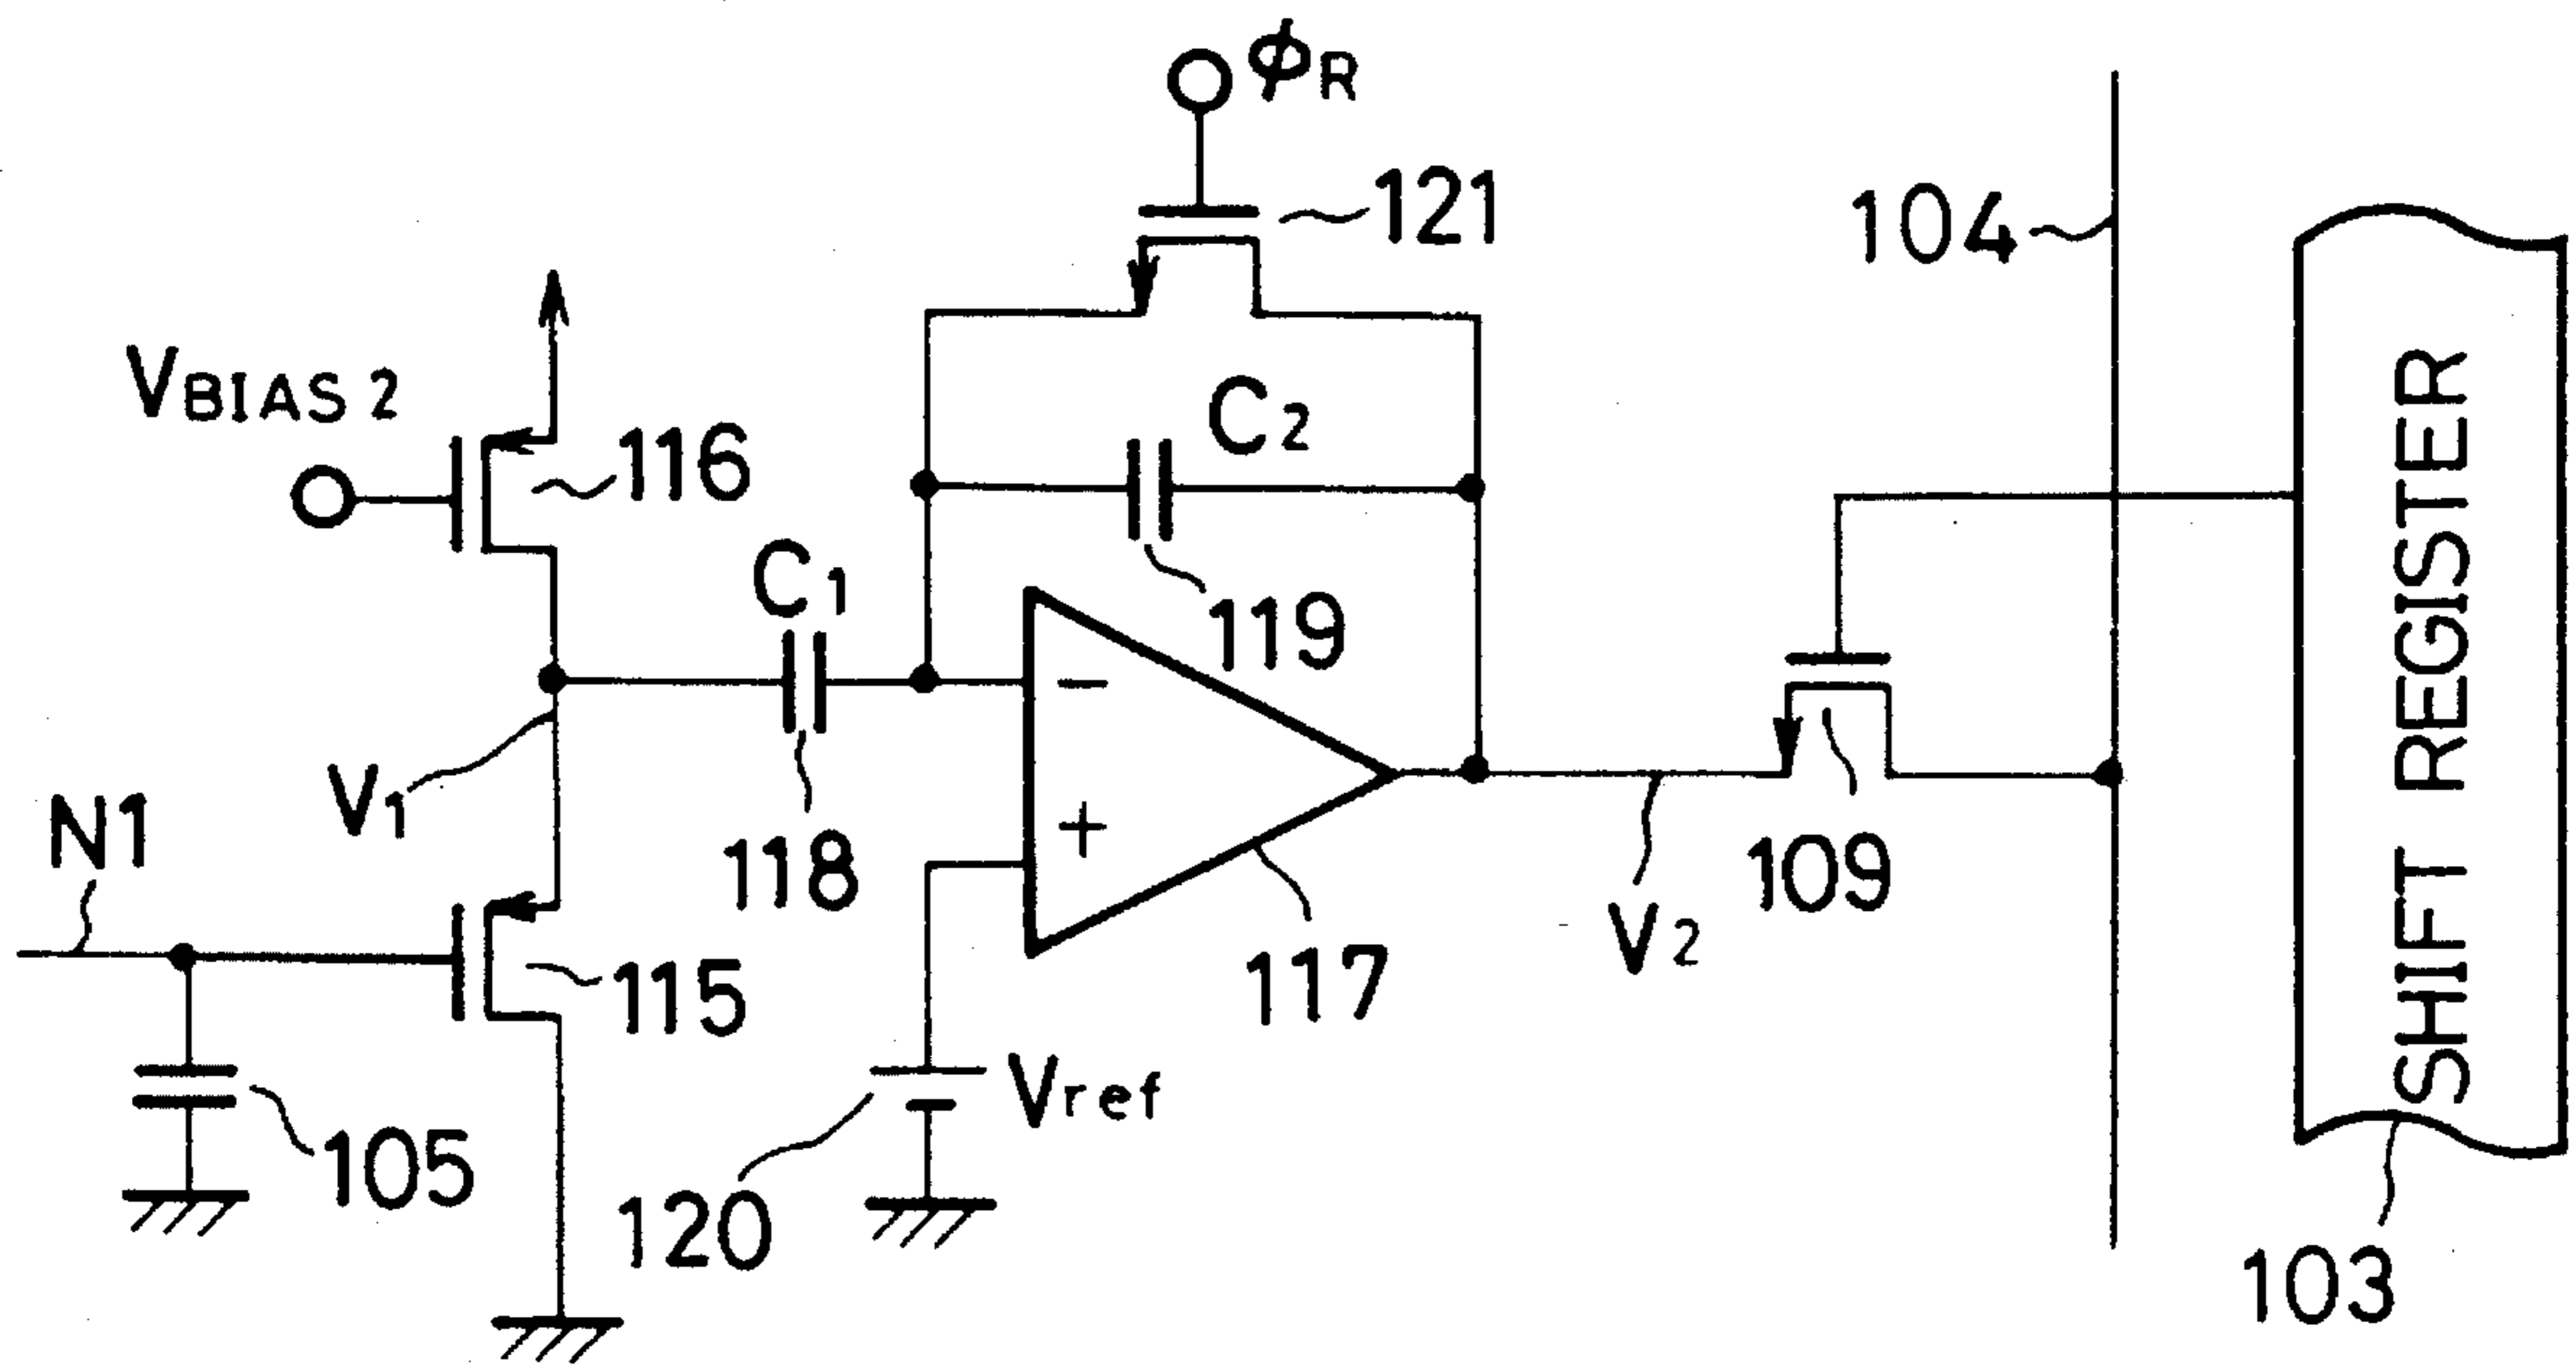 ϕR
121
104
VBIAS 2
116
C2
C1
119
V1
N1
118
−
+
117
V2
109
115
105
Vref
120
SHIFT REGISTER
103